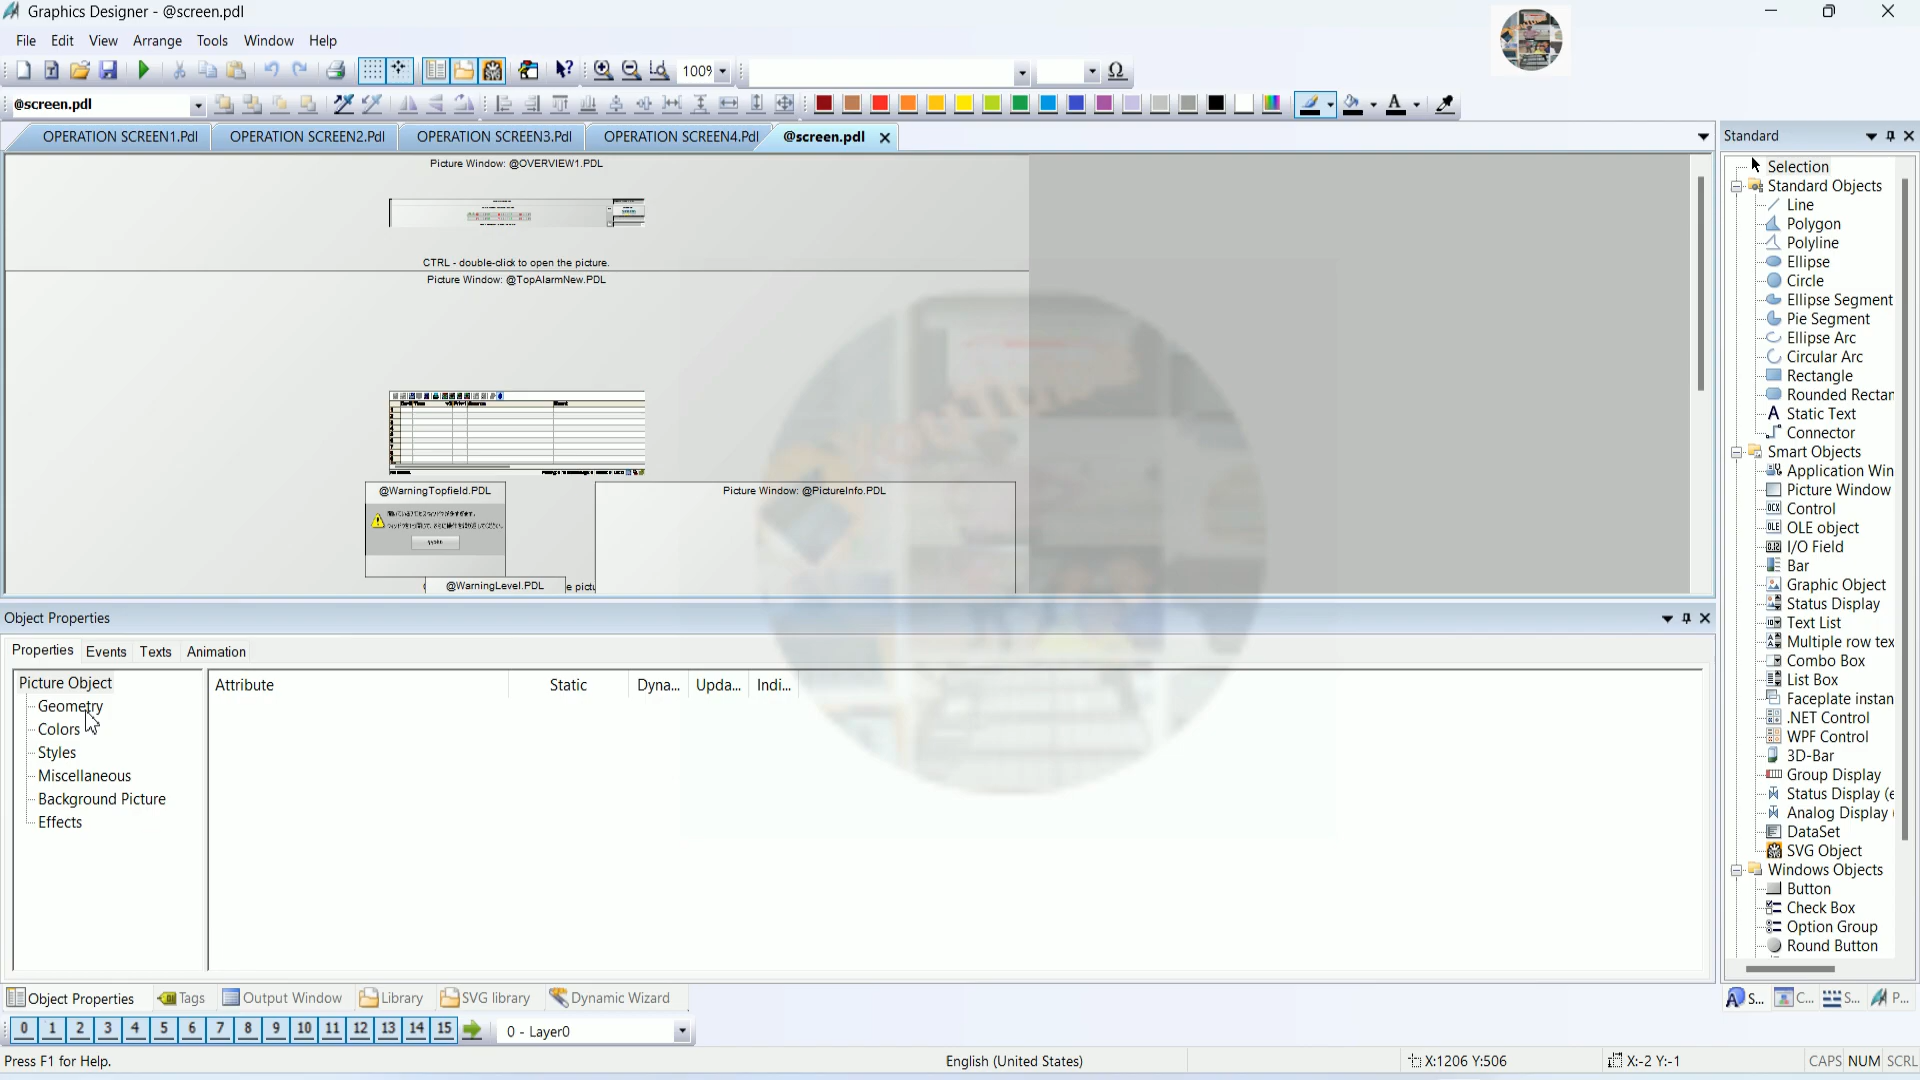 Graphics Designer - @screen.pdl
File Edit View Arrange Tools Window Help
100%
@screen.pdl
OPERATION SCREEN1.Pdl OPERATION SCREEN2.Pdl OPERATION SCREEN3.Pdl OPERATION SCREEN4.Pdl @screen.pdl
Picture Window: @OVERVIEW1.PDL
CTRL - double-click to open the picture.
Picture Window: @TopAlarmNew.PDL
@WarningTopfield.PDL
Picture Window: @PictureInfo.PDL
@WarningLevel.PDL
e pictu
Object Properties
Properties Events Texts Animation
Picture Object
Geometry
Colors
Styles
Miscellaneous
Background Picture
Effects
Attribute Static Dyna... Upda... Indi...
Standard
Selection
Standard Objects
Line
Polygon
Polyline
Ellipse
Circle
Ellipse Segment
Pie Segment
Ellipse Arc
Circular Arc
Rectangle
Rounded Rectan
Static Text
Connector
Smart Objects
Application Win
Picture Window
Control
OLE object
I/O Field
Bar
Graphic Object
Status Display
Text List
Multiple row tex
Combo Box
List Box
Faceplate instan
.NET Control
WPF Control
3D-Bar
Group Display
Status Display (e
Analog Display (
DataSet
SVG Object
Windows Objects
Button
Check Box
Option Group
Round Button
S... C... S... P...
Object Properties Tags Output Window Library SVG library Dynamic Wizard
0 1 2 3 4 5 6 7 8 9 10 11 12 13 14 15 0 - Layer0
Press F1 for Help. English (United States) X:1206 Y:506 X:-2 Y:-1 CAPS NUM SCRL